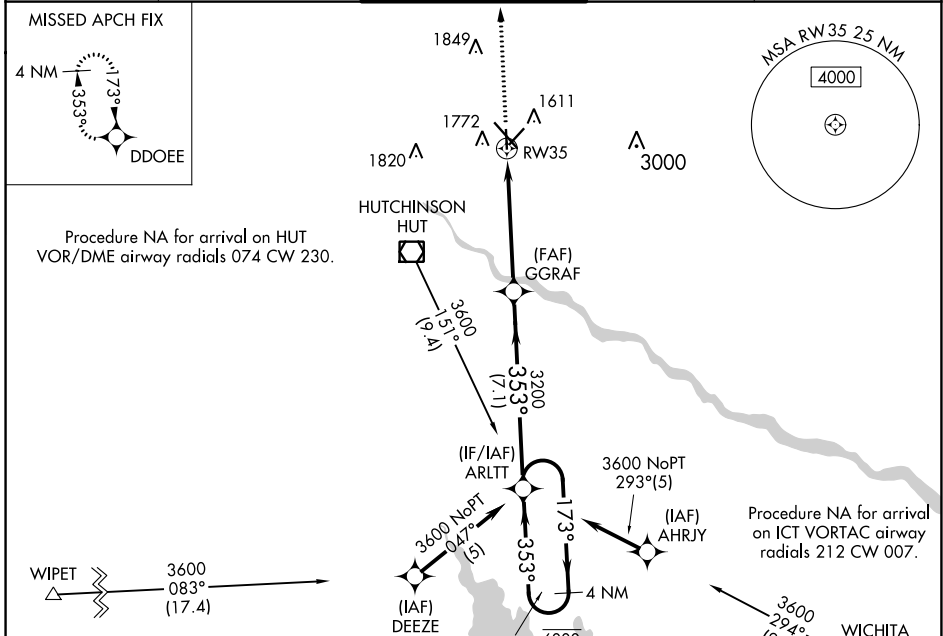 MISSED APCH FIX
4 NM
173°
353°
DDOEE
1849
1611
1772
RW35
1820
3000
MSA RW35 25 NM
4000
Procedure NA for arrival on HUT
VOR/DME airway radials 074 CW 230.
HUTCHINSON
HUT
3600
151°
(9.4)
(FAF)
GGRAF
3200
353°
(7.1)
(IF/IAF)
ARLTT
3600 NoPT
293°(5)
(IAF)
AHRJY
Procedure NA for arrival
on ICT VORTAC airway
radials 212 CW 007.
3600 NoPT
047°
(5)
173°
353°
4 NM
WIPET
3600
083°
(17.4)
(IAF)
DEEZE
3600
294°
WICHITA